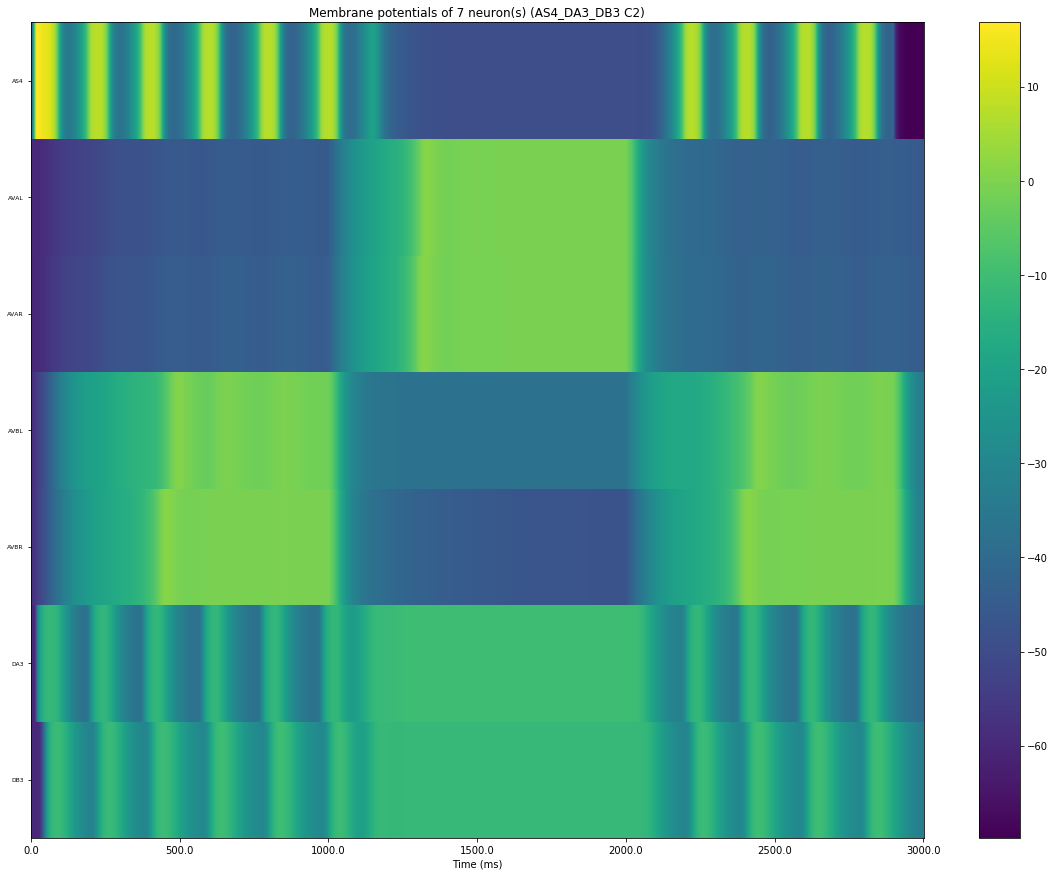 Membrane potentials of 7 neuron(s) (AS4_DA3_DB3 C2)
AS4
AVAL
AVAR
AVBL
AVBR
DA3
DB3
0.0 500.0 1000.0 1500.0 2000.0 2500.0 3000.0
Time (ms)
10
0
−10
−20
−30
−40
−50
−60